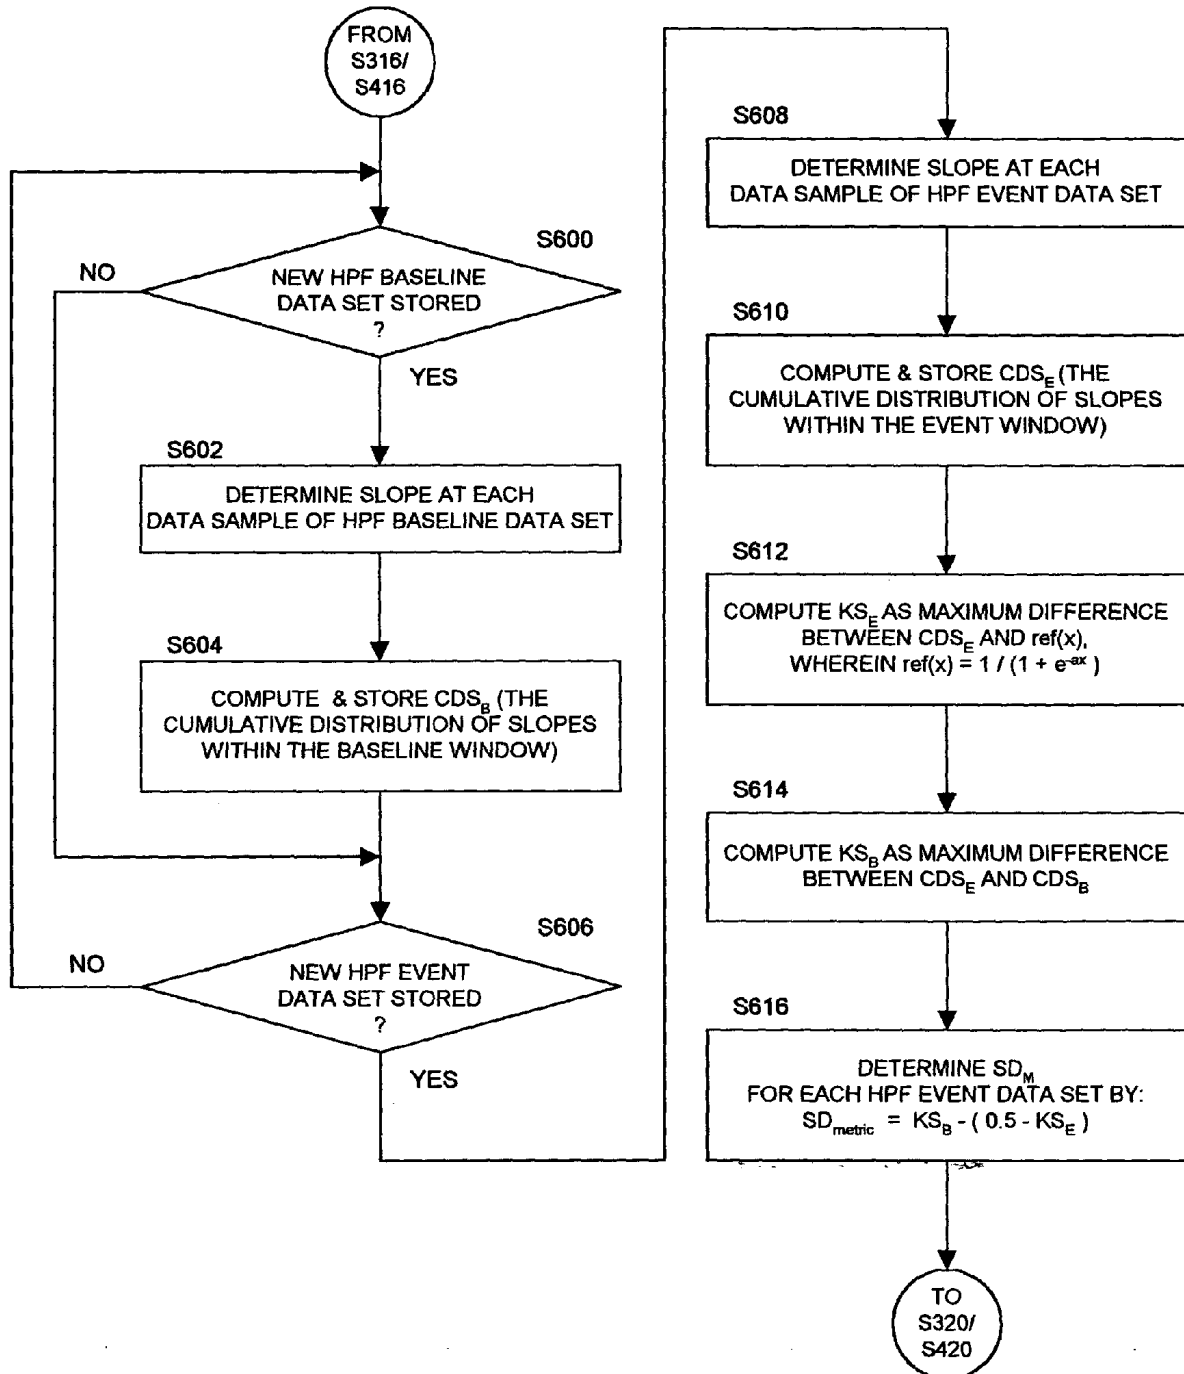 FROM
S316/
S416
S600
NO
NEW HPF BASELINE
DATA SET STORED
?
YES
S602
DETERMINE SLOPE AT EACH
DATA SAMPLE OF HPF BASELINE DATA SET
S604
COMPUTE & STORE CDS_B (THE
CUMULATIVE DISTRIBUTION OF SLOPES
WITHIN THE BASELINE WINDOW)
S606
NO
NEW HPF EVENT
DATA SET STORED
?
YES
S608
DETERMINE SLOPE AT EACH
DATA SAMPLE OF HPF EVENT DATA SET
S610
COMPUTE & STORE CDS_E (THE
CUMULATIVE DISTRIBUTION OF SLOPES
WITHIN THE EVENT WINDOW)
S612
COMPUTE KS_E AS MAXIMUM DIFFERENCE
BETWEEN CDS_E AND ref(x),
WHEREIN ref(x) = 1 / (1 + e^-ax )
S614
COMPUTE KS_B AS MAXIMUM DIFFERENCE
BETWEEN CDS_E AND CDS_B
S616
DETERMINE SD_M
FOR EACH HPF EVENT DATA SET BY:
SD_metric = KS_B - ( 0.5 - KS_E )
TO
S320/
S420